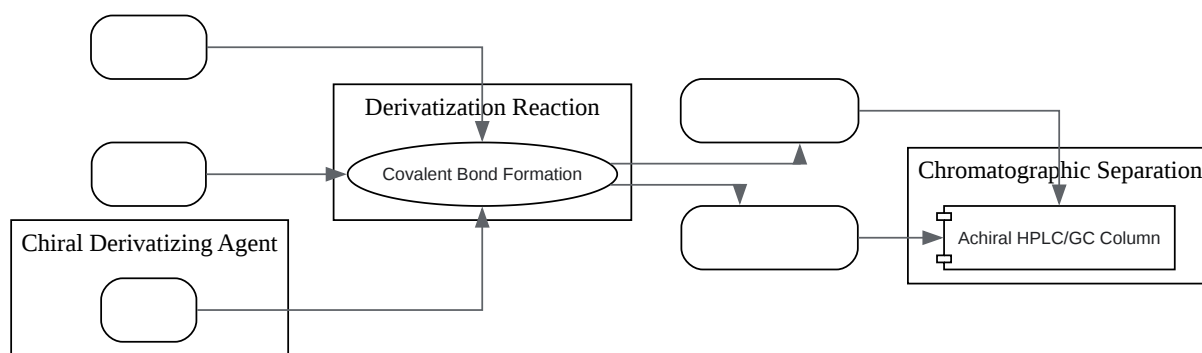 Derivatization Reaction
Covalent Bond Formation
Chromatographic Separation
Achiral HPLC/GC Column
Chiral Derivatizing Agent